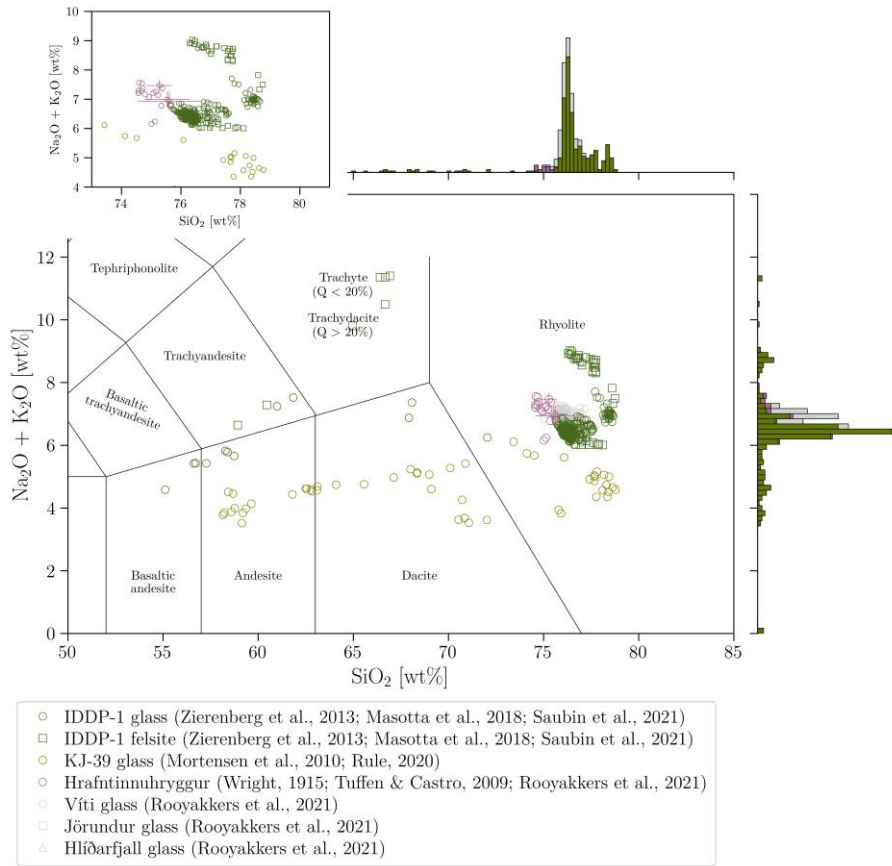 10
9
8
7
6
5
4
Na₂O + K₂O [wt%]
74 76 78 80
SiO₂ [wt%]
12
10
8
6
4
2
0
Na₂O + K₂O [wt%]
Tephriphonolite
Trachyte
(Q < 20%)
Trachydacite
(Q > 20%)
Rhyolite
Trachyandesite
Basaltic
trachyandesite
Basaltic
andesite
Andesite
Dacite
50 55 60 65 70 75 80 85
SiO₂ [wt%]
IDDP-1 glass (Zierenberg et al., 2013; Masotta et al., 2018; Saubin et al., 2021)
IDDP-1 felsite (Zierenberg et al., 2013; Masotta et al., 2018; Saubin et al., 2021)
KJ-39 glass (Mortensen et al., 2010; Rule, 2020)
Hrafntinnuhryggur (Wright, 1915; Tuffen & Castro, 2009; Rooyakkers et al., 2021)
Víti glass (Rooyakkers et al., 2021)
Jörundur glass (Rooyakkers et al., 2021)
Hlíðarfjall glass (Rooyakkers et al., 2021)